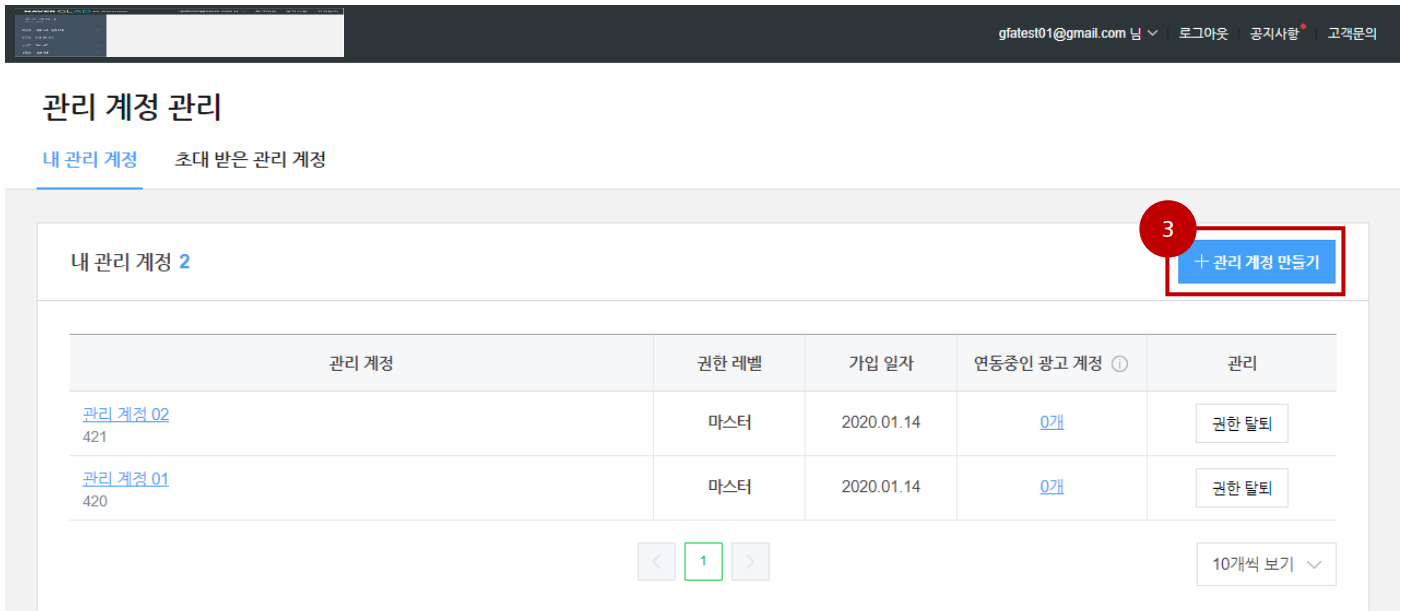 NAVER GLAD
gfatest01@gmail.com 님 로그아웃 공지사항 고객문의
관리 계정 관리
내 관리 계정 초대 받은 관리 계정
3
내 관리 계정 2
+ 관리 계정 만들기
관리 계정 권한 레벨 가입 일자 연동중인 광고 계정 관리
관리 계정 02
421
마스터 2020.01.14 0개 권한 탈퇴
관리 계정 01
420
마스터 2020.01.14 0개 권한 탈퇴
< 1 >
10개씩 보기